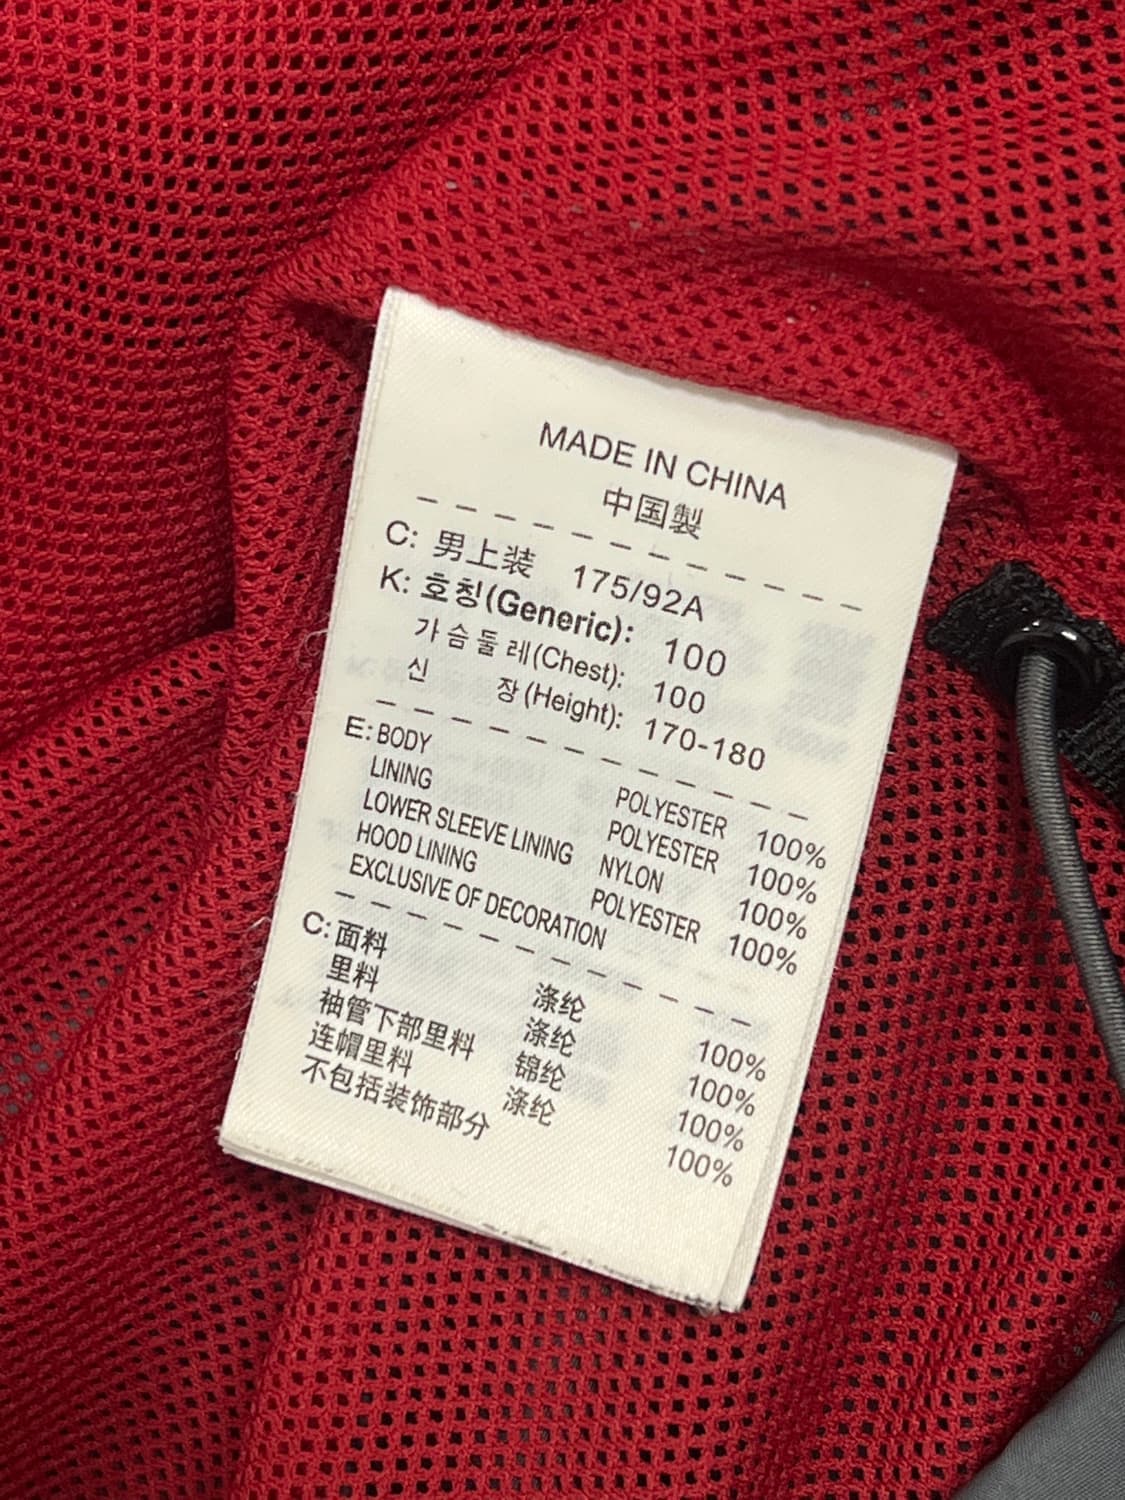 MADE IN CHINA
中国製
C: 男上装 175/92A
K: 호칭(Generic): 100
가슴둘레(Chest): 100
신 장(Height): 170-180
E: BODY POLYESTER 100%
LINING POLYESTER 100%
LOWER SLEEVE LINING NYLON 100%
HOOD LINING POLYESTER 100%
EXCLUSIVE OF DECORATION
C: 面料 涤纶 100%
里料 涤纶 100%
袖管下部里料 锦纶 100%
连帽里料 涤纶 100%
不包括装饰部分